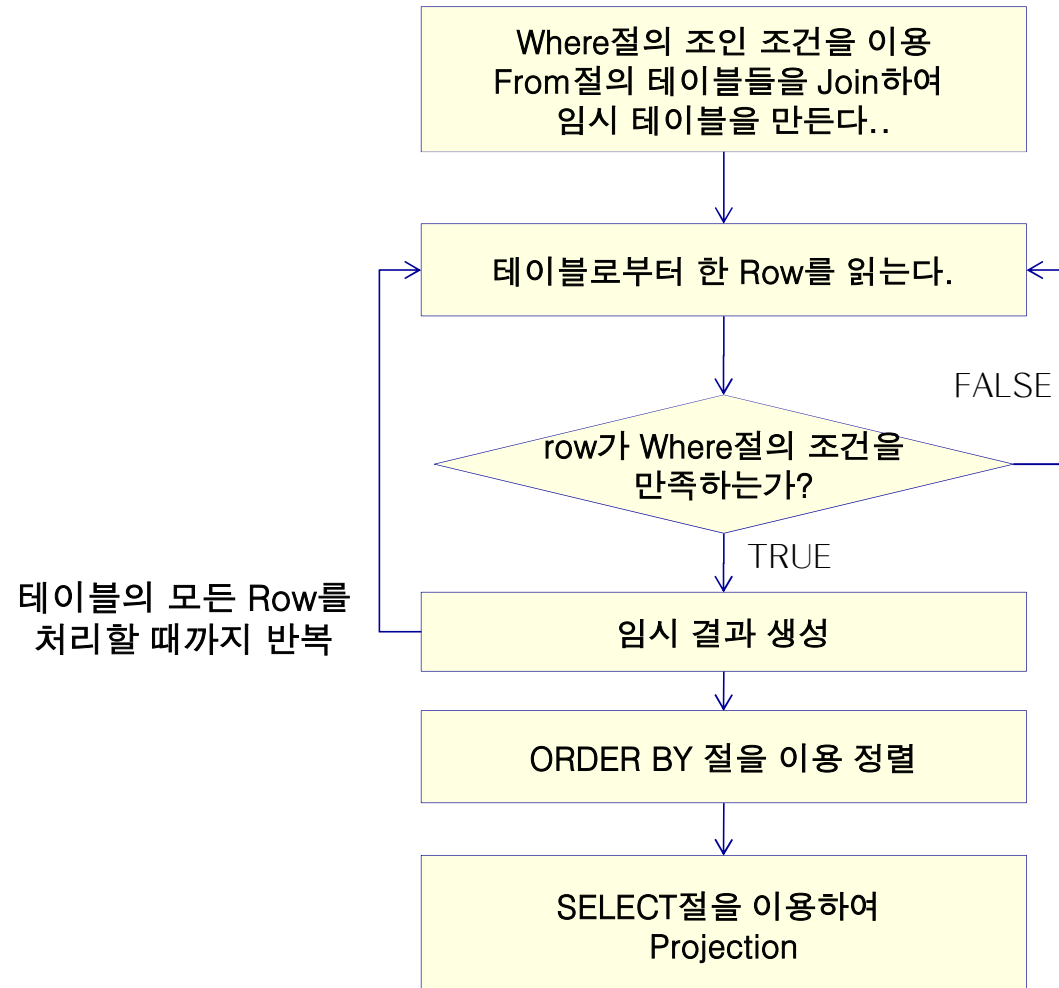 Where절의 조인 조건을 이용
From절의 테이블들을 Join하여
임시 테이블을 만든다..
테이블로부터 한 Row를 읽는다.
FALSE
row가 Where절의 조건을
만족하는가?
TRUE
테이블의 모든 Row를
처리할 때까지 반복
임시 결과 생성
ORDER BY 절을 이용 정렬
SELECT절을 이용하여
Projection